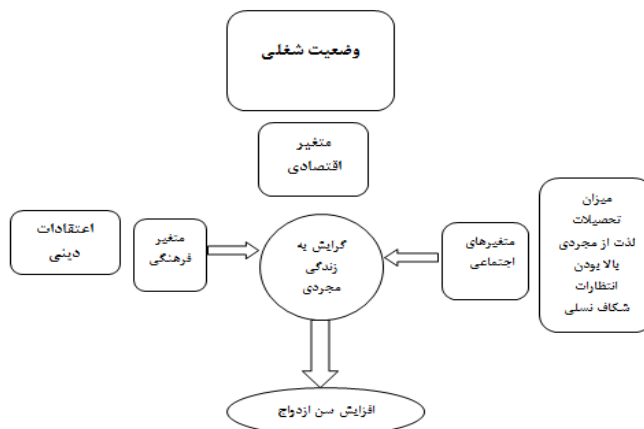 وضعیت شغلی
متغیر
اقتصادی
میزان
تحصیلات
لذت از مجردی
بالا بودن
انتظارات
شکاف نسلی
متغیرهای
اجتماعی
گرایش به
زندگی
مجردی
متغیر
فرهنگی
اعتقادات
دینی
افزایش سن ازدواج